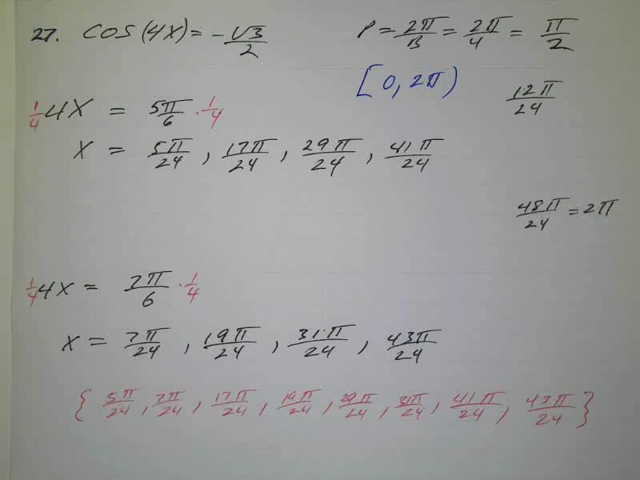 27. COS(4X) = -√3/2 P = 2π/B = 2π/4 = π/2
[0, 2π)
1/4 4X = 5π/6 · 1/4 12π/24
X = 5π/24, 17π/24, 29π/24, 41π/24
48π/24 = 2π
1/4 4X = 7π/6 · 1/4
X = 7π/24, 19π/24, 31π/24, 43π/24
{5π/24, 7π/24, 17π/24, 19π/24, 29π/24, 31π/24, 41π/24, 43π/24}